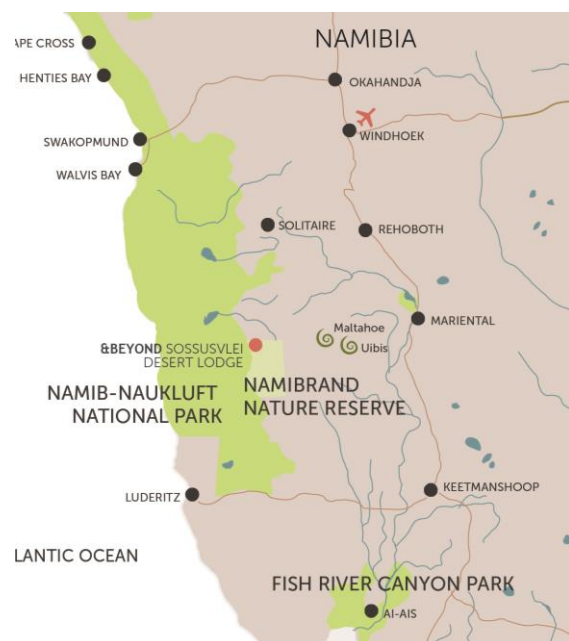 NAMIBIA
APE CROSS
HENTIES BAY
OKAHANDJA
WINDHOEK
SWAKOPMUND
WALVIS BAY
SOLITAIRE
REHOBOTH
Maltahoe
Uibis
MARIENTAL
&BEYOND SOSSUSVLEI
DESERT LODGE
NAMIB-NAUKLUFT
NATIONAL PARK
NAMIBRAND
NATURE RESERVE
LUDERITZ
KEETMANSHOOP
LANTIC OCEAN
FISH RIVER CANYON PARK
AI-AIS